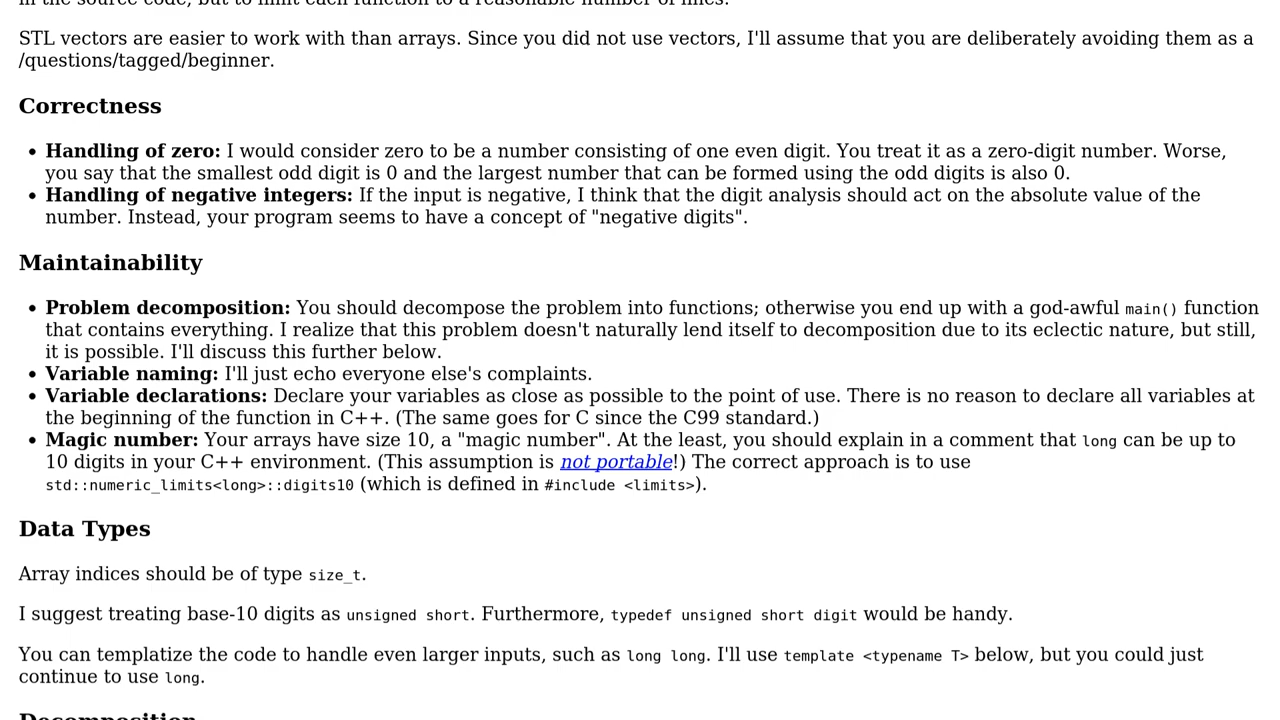 in the source code, but to limit each function to a reasonable number of lines.
STL vectors are easier to work with than arrays. Since you did not use vectors, I'll assume that you are deliberately avoiding them as a
/questions/tagged/beginner.
Correctness
• Handling of zero: I would consider zero to be a number consisting of one even digit. You treat it as a zero-digit number. Worse,
you say that the smallest odd digit is 0 and the largest number that can be formed using the odd digits is also 0.
• Handling of negative integers: If the input is negative, I think that the digit analysis should act on the absolute value of the
number. Instead, your program seems to have a concept of "negative digits".
Maintainability
• Problem decomposition: You should decompose the problem into functions; otherwise you end up with a god-awful main() function
that contains everything. I realize that this problem doesn't naturally lend itself to decomposition due to its eclectic nature, but still,
it is possible. I'll discuss this further below.
• Variable naming: I'll just echo everyone else's complaints.
• Variable declarations: Declare your variables as close as possible to the point of use. There is no reason to declare all variables at
the beginning of the function in C++. (The same goes for C since the C99 standard.)
• Magic number: Your arrays have size 10, a "magic number". At the least, you should explain in a comment that long can be up to
10 digits in your C++ environment. (This assumption is not portable!) The correct approach is to use
std::numeric_limits<long>::digits10 (which is defined in #include <limits>).
Data Types
Array indices should be of type size_t.
I suggest treating base-10 digits as unsigned short. Furthermore, typedef unsigned short digit would be handy.
You can templatize the code to handle even larger inputs, such as long long. I'll use template <typename T> below, but you could just
continue to use long.
Decomposition